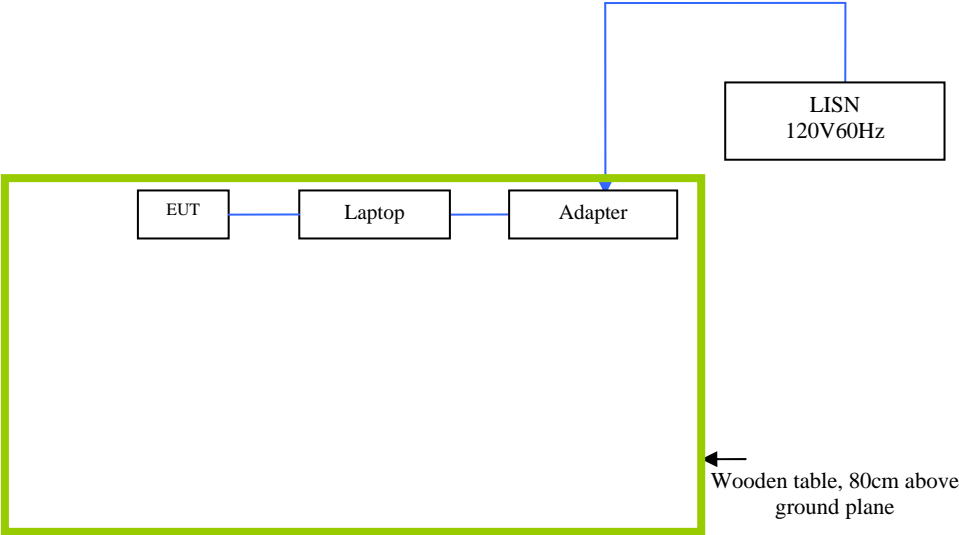 LISN
120V60Hz
EUT
Laptop
Adapter
Wooden table, 80cm above
ground plane